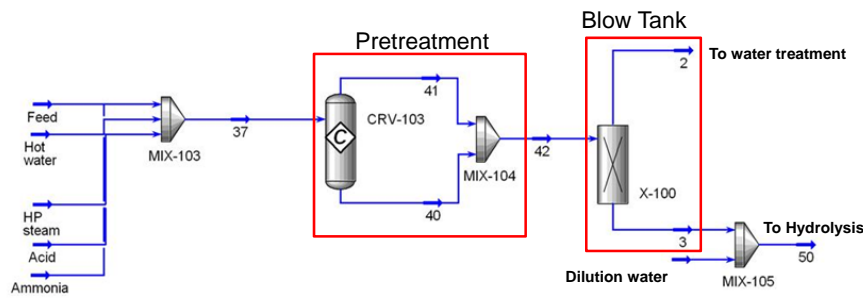 Blow Tank
Pretreatment
To water treatment
2
41
Feed
CRV-103
37
C
Hot
water
MIX-103
MIX-104
42
X-100
40
HP
steam
To Hydrolysis
3
50
Acid
Dilution water
MIX-105
Ammonia